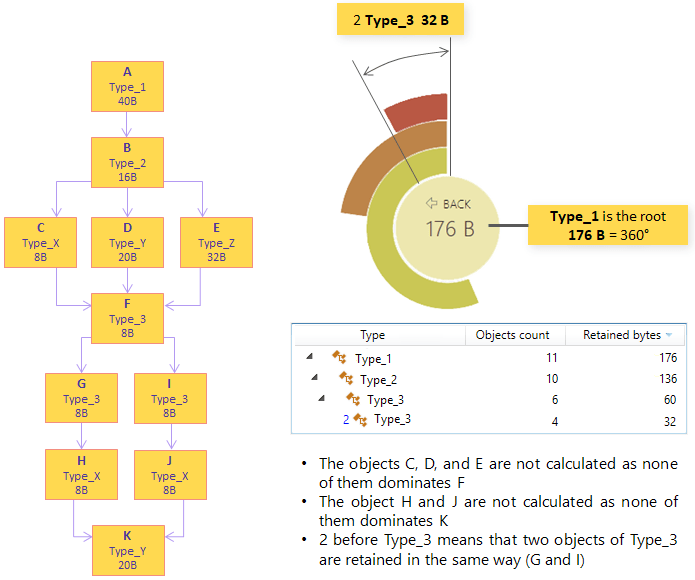 2 Type_3 32 B
A
Type_1
40B
B
Type_2
16B
C
Type_X
8B
D
Type_Y
20B
E
Type_Z
32B
F
Type_3
8B
G
Type_3
8B
I
Type_3
8B
H
Type_X
8B
J
Type_X
8B
K
Type_Y
20B
BACK
176 B
Type_1 is the root
176 B = 360°
Type Objects count Retained bytes
Type_1 11 176
Type_2 10 136
Type_3 6 60
2 Type_3 4 32
• The objects C, D, and E are not calculated as none
of them dominates F
• The object H and J are not calculated as none of
them dominates K
• 2 before Type_3 means that two objects of Type_3
are retained in the same way (G and I)